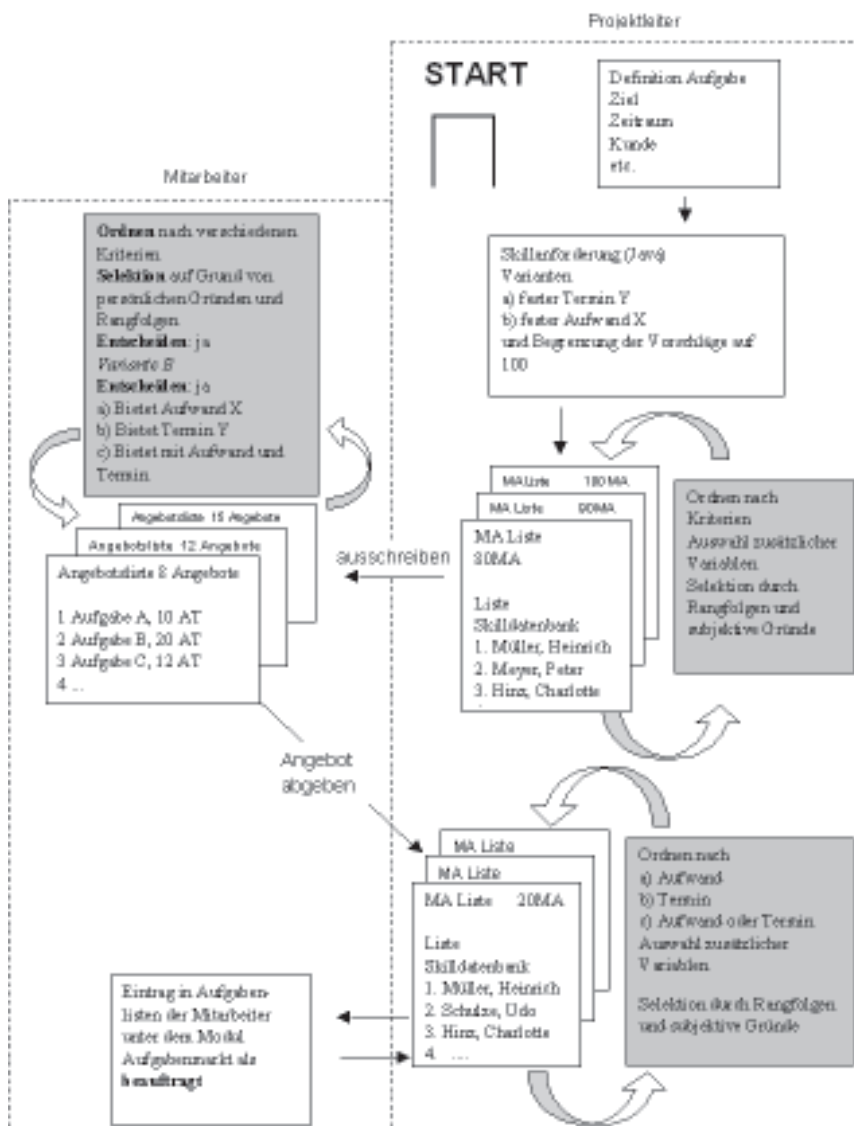 Projektleiter
START
Definition Aufgabe
Ziel
Zeitraum
Kunde
etc.
Mitarbeiter
Ordnen nach verschiedenen
Kriterien
Selektion auf Grund von
persönlichen Gründen und
Rangfolgen
Entscheiden: ja
Variante B
Entscheiden: ja
a) Bietet Aufwand X
b) Bietet Termin Y
c) Bietet mit Aufwand und
Termin
Skillanforderung (Java)
Varianten
a) fester Termin Y
b) fester Aufwand X
und Begrenzung der Vorschläge auf
100
Angebotsliste 15 Angebote
Angebotsliste 12 Angebote
Angebotsliste 8 Angebote
1 Aufgabe A, 10 AT
2 Aufgabe B, 20 AT
3 Aufgabe C, 12 AT
4 ...
ausschreiben
MA Liste 100 MA
MA Liste 90MA
MA Liste
80MA
Liste
Skilldatenbank
1. Müller, Heinrich
2. Meyer, Peter
3. Hinz, Charlotte
Ordnen nach
Kriterien
Auswahl zusätzlicher
Variablen
Selektion durch
Rangfolgen und
subjektive Gründe
Angebot
abgeben
MA Liste
MA Liste
MA Liste 20MA
Liste
Skilldatenbank
1. Müller, Heinrich
2. Schulze, Udo
3. Hinz, Charlotte
4. ....
Ordnen nach
a) Aufwand
b) Termin
c) Aufwand oder Termin
Auswahl zusätzlicher
Variablen
Selektion durch Rangfolgen
und subjektive Gründe
Eintrag in Aufgaben-
listen der Mitarbeiter
unter dem Modul
Aufgabenmarkt als
beauftragt